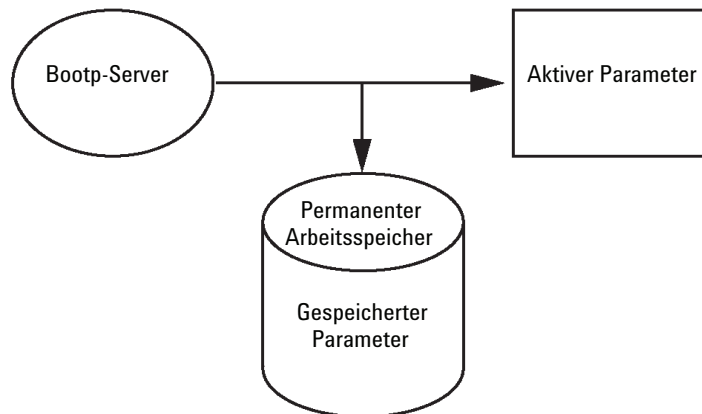 Bootp-Server
Aktiver Parameter
Permanenter
Arbeitsspeicher
Gespeicherter
Parameter